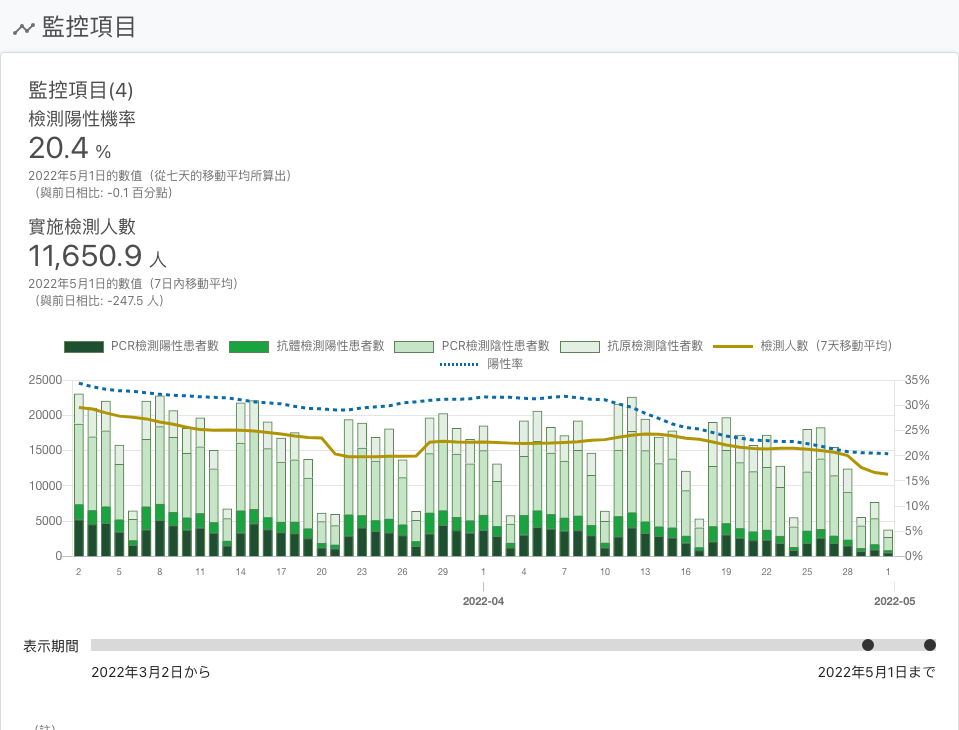 監控項目
監控項目(4)
檢測陽性機率
20.4 %
2022年5月1日的數值（從七天的移動平均所算出）
（與前日相比: -0.1 百分點）
實施檢測人數
11,650.9 人
2022年5月1日的數值（7日內移動平均）
（與前日相比: -247.5 人）
PCR檢測陽性患者數 抗體檢測陽性患者數 PCR檢測陰性患者數 抗原檢測陰性者數 檢測人數（7天移動平均）
陽性率
25000 35%
20000 30%
15000 25%
10000 20%
5000 15%
0 10%
5%
0%
2 5 8 11 14 17 20 23 26 29 1 4 7 10 13 16 19 22 25 28 1
2022-04 2022-05
表示期間
2022年3月2日から 2022年5月1日まで
（註）